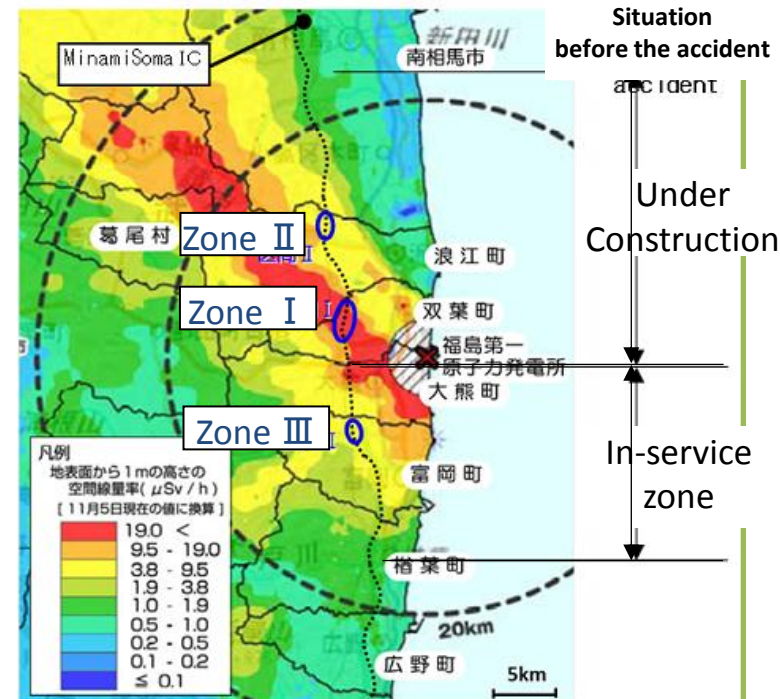 Situation
before the accident
accident
MinamiSoma IC
新田川
南相馬市
Under
Construction
Zone Ⅱ
葛尾村
浪江町
Zone Ⅰ
Ⅰ
双葉町
福島第一
原子力発電所
大熊町
Zone Ⅲ
In-service
zone
富岡町
凡例
地表面から1mの高さの
空間線量率(μSv/h)
[11月5日現在の値に換算]
19.0 <
9.5 - 19.0
3.8 - 9.5
1.9 - 3.8
1.0 - 1.9
0.5 - 1.0
0.2 - 0.5
0.1 - 0.2
≤ 0.1
楢葉町
20km
広野町
5km